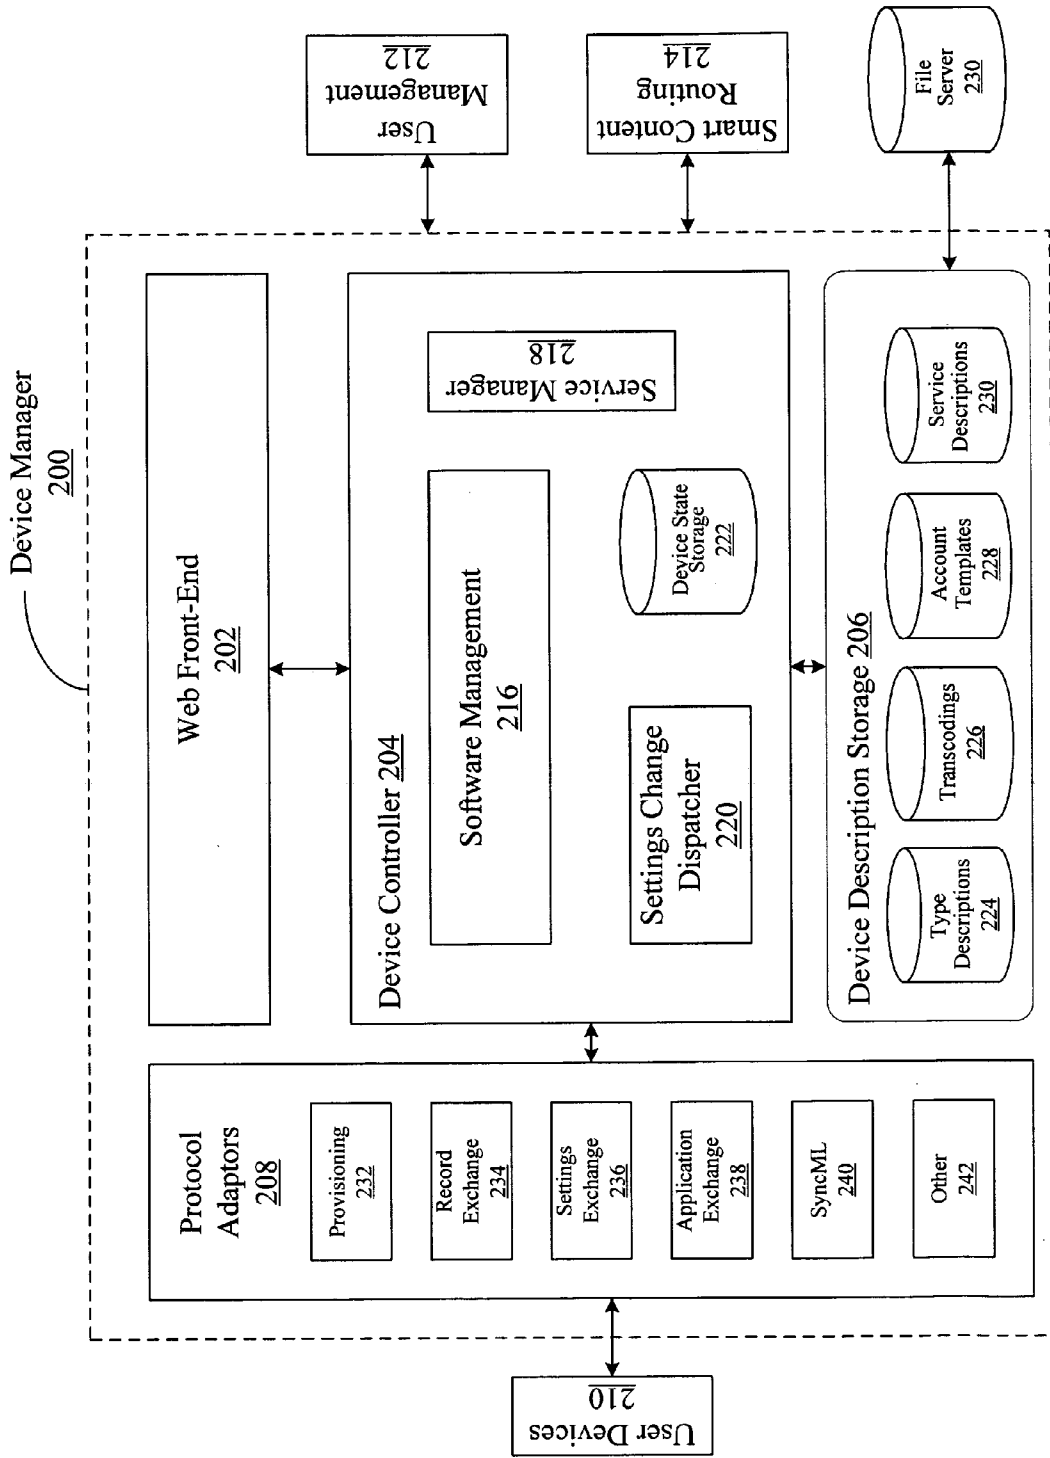 Device Manager
200
Web Front-End
202
Device Controller 204
Software Management
216
Service Manager
218
Settings Change
Dispatcher
220
Device State
Storage
222
Device Description Storage 206
Type
Descriptions
224
Transcodings
226
Account
Templates
228
Service
Descriptions
230
Protocol
Adaptors
208
Provisioning
232
Record
Exchange
234
Settings
Exchange
236
Application
Exchange
238
SyncML
240
Other
242
User Devices
210
User
Management
212
Smart Content
Routing
214
File
Server
230